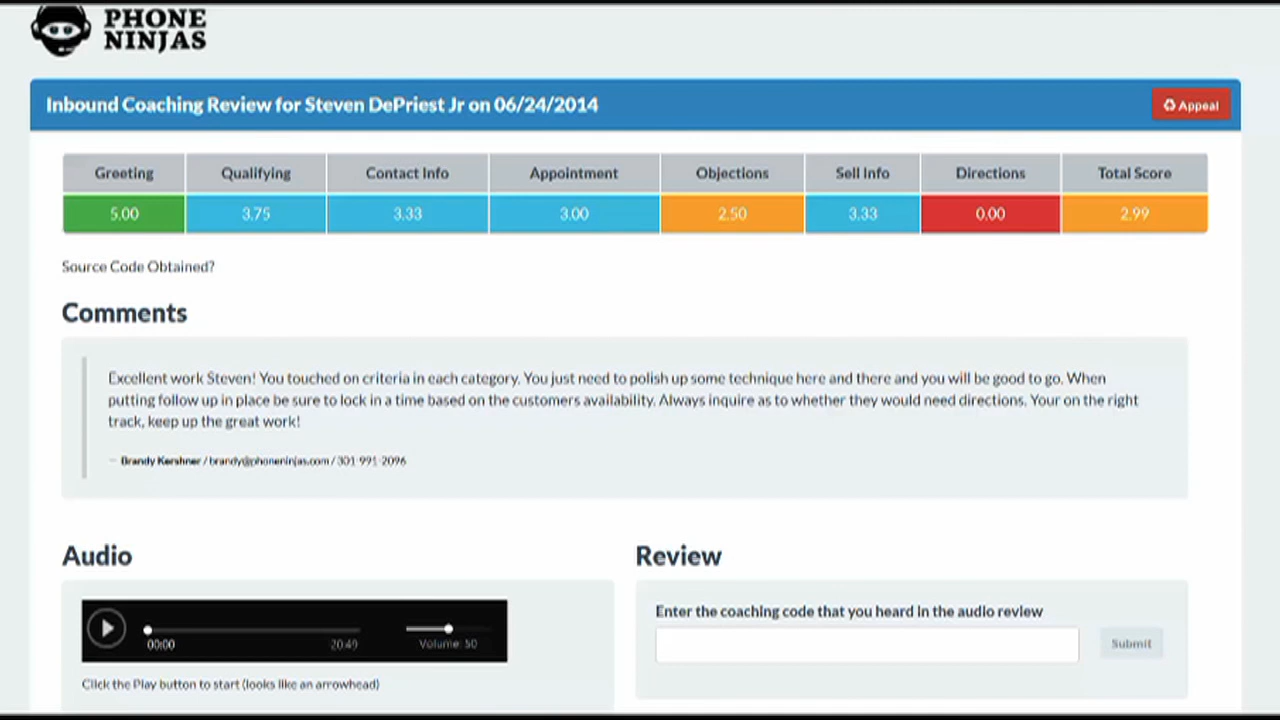 PHONE
NINJAS
Inbound Coaching Review for Steven DePriest Jr on 06/24/2014
Appeal
Greeting Qualifying Contact Info Appointment Objections Sell Info Directions Total Score
5.00 3.75 3.33 3.00 2.50 3.33 0.00 2.99
Source Code Obtained?
Comments
Excellent work Steven! You touched on criteria in each category. You just need to polish up some technique here and there and you will be good to go. When
putting follow up in place be sure to lock in a time based on the customers availability. Always inquire as to whether they would need directions. Your on the right
track, keep up the great work!
— Brandy Kershner / brandy@phoneninjas.com / 301-991-2096
Audio
Review
Enter the coaching code that you heard in the audio review
00:00 20:49 Volume: 50
Submit
Click the Play button to start (looks like an arrowhead)